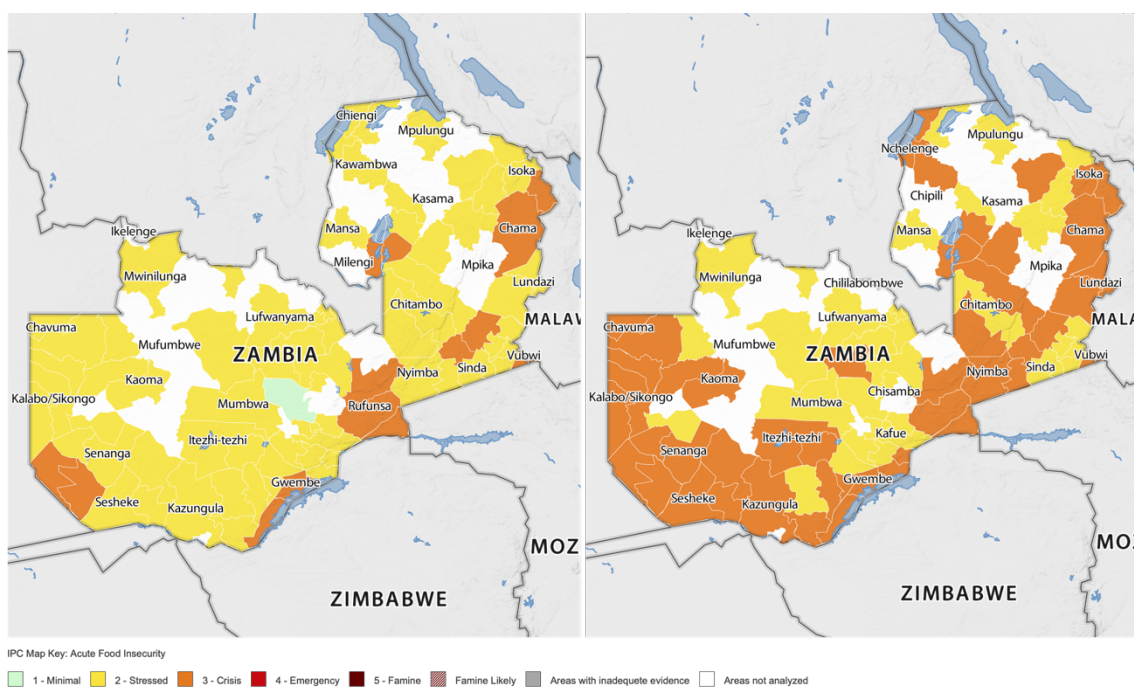 Chiengi
Mpulungu
Kawambwa
Isoka
Kasama
Chama
Mansa
Ikelenge
Milengi
Mpika
Mwinilunga
Lundazi
Chitambo
Lufwanyama
Chavuma
MALAW
Mufumbwe
ZAMBIA
Vubwi
Sinda
Kaoma
Nyimba
Kalabo/Sikongo
Mumbwa
Rufunsa
Itezhi-tezhi
Senanga
Gwembe
Sesheke
Kazungula
MOZ
ZIMBABWE
Mpulungu
Nchelenge
Isoka
Chipili
Kasama
Chama
Mansa
Ikelenge
Mpika
Mwinilunga
Chililabombwe
Lundazi
Chitambo
Lufwanyama
Chavuma
MALA
Mufumbwe
ZAMBIA
Vubwi
Sinda
Nyimba
Kaoma
Kalabo/Sikongo
Chisamba
Mumbwa
Itezhi-tezhi
Kafue
Senanga
Gwembe
Sesheke
Kazungula
MOZ
ZIMBABWE
IPC Map Key: Acute Food Insecurity
1 - Minimal 2 - Stressed 3 - Crisis 4 - Emergency 5 - Famine Famine Likely Areas with inadequete evidence Areas not analyzed